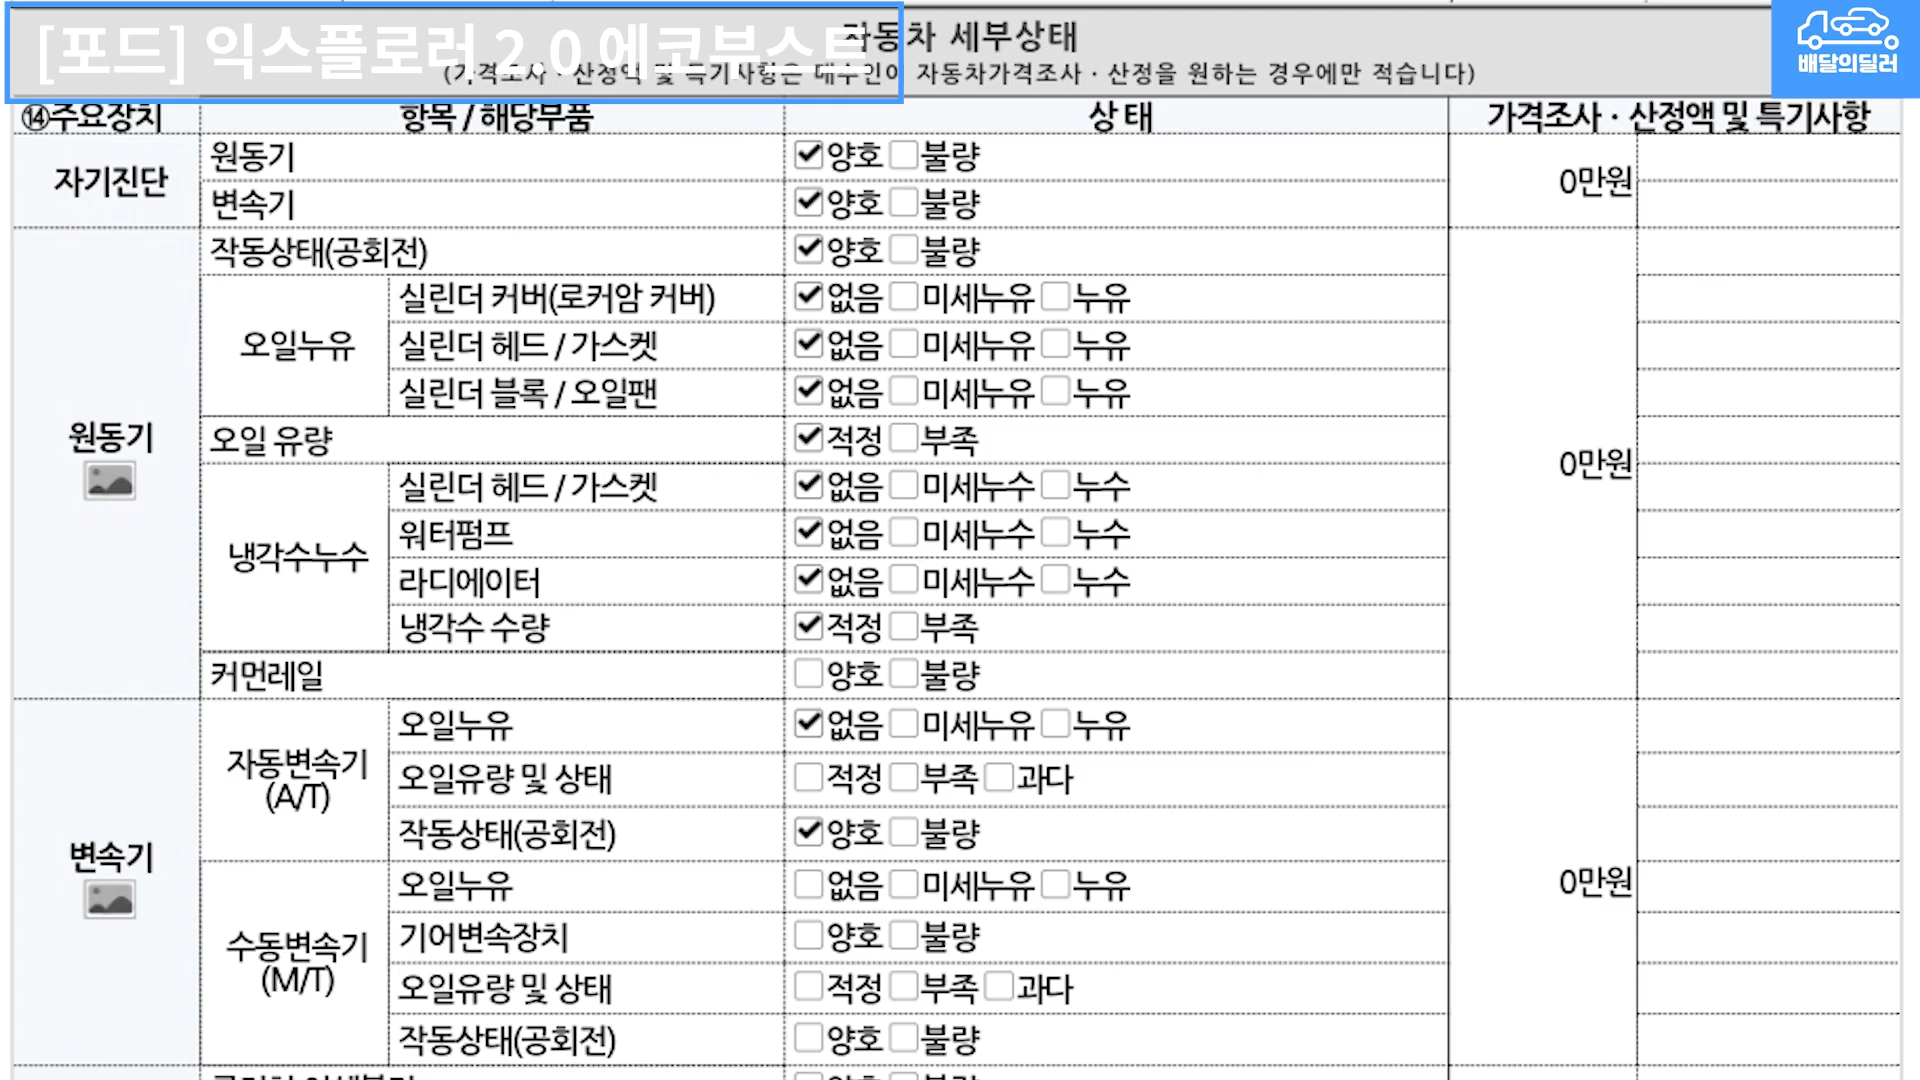 [포드] 익스플로러 2.0 에코부스트
자동차 세부상태
(가격조사 · 산정액 및 특기사항은 매수인이 자동차가격조사 · 산정을 원하는 경우에만 적습니다)
배달의딜러
⑭주요장치 항목 / 해당부품 상 태 가격조사 · 산정액 및 특기사항
자기진단 원동기 양호 불량 0만원
변속기 양호 불량
원동기 작동상태(공회전) 양호 불량 0만원
오일누유 실린더 커버(로커암 커버) 없음 미세누유 누유
실린더 헤드 / 가스켓 없음 미세누유 누유
실린더 블록 / 오일팬 없음 미세누유 누유
오일 유량 적정 부족
냉각수누수 실린더 헤드 / 가스켓 없음 미세누수 누수
워터펌프 없음 미세누수 누수
라디에이터 없음 미세누수 누수
냉각수 수량 적정 부족
커먼레일 양호 불량
변속기 자동변속기 (A/T) 오일누유 없음 미세누유 누유 0만원
오일유량 및 상태 적정 부족 과다
작동상태(공회전) 양호 불량
수동변속기 (M/T) 오일누유 없음 미세누유 누유
기어변속장치 양호 불량
오일유량 및 상태 적정 부족 과다
작동상태(공회전) 양호 불량